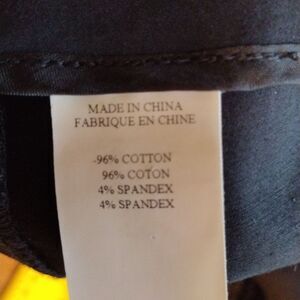 MADE IN CHINA
FABRIQUE EN CHINE
-96% COTTON
96% COTON
4% SPANDEX
4% SPANDEX